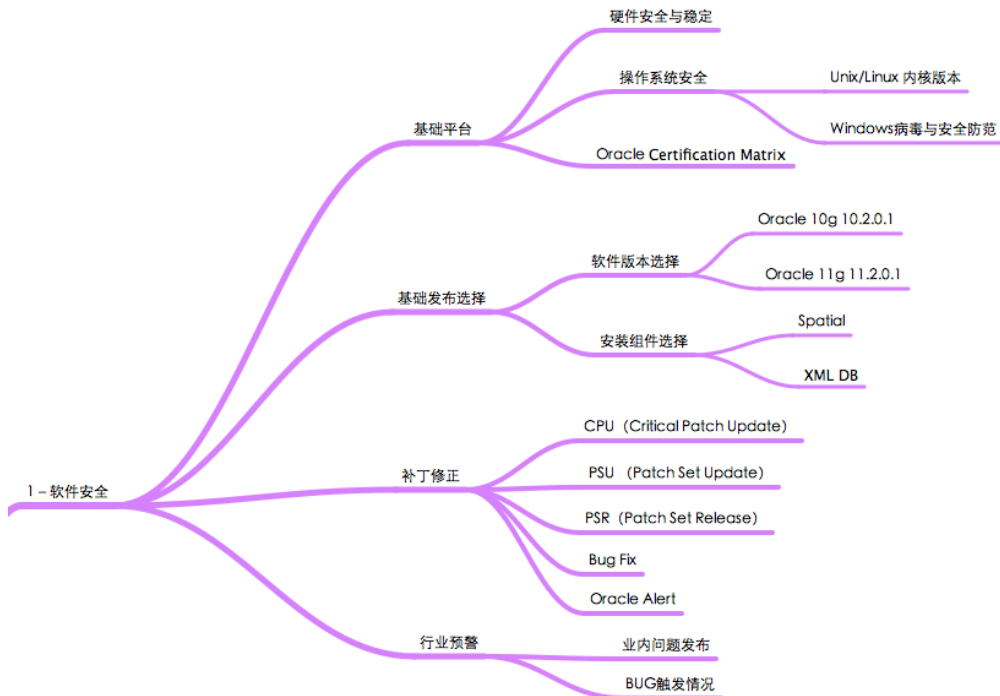 硬件安全与稳定
操作系统安全
Unix/Linux 内核版本
Windows病毒与安全防范
基础平台
Oracle Certification Matrix
Oracle 10g 10.2.0.1
软件版本选择
Oracle 11g 11.2.0.1
基础发布选择
Spatial
安装组件选择
XML DB
CPU（Critical Patch Update）
PSU （Patch Set Update）
补丁修正
1 – 软件安全
PSR（Patch Set Release）
Bug Fix
Oracle Alert
行业预警
业内问题发布
BUG触发情况